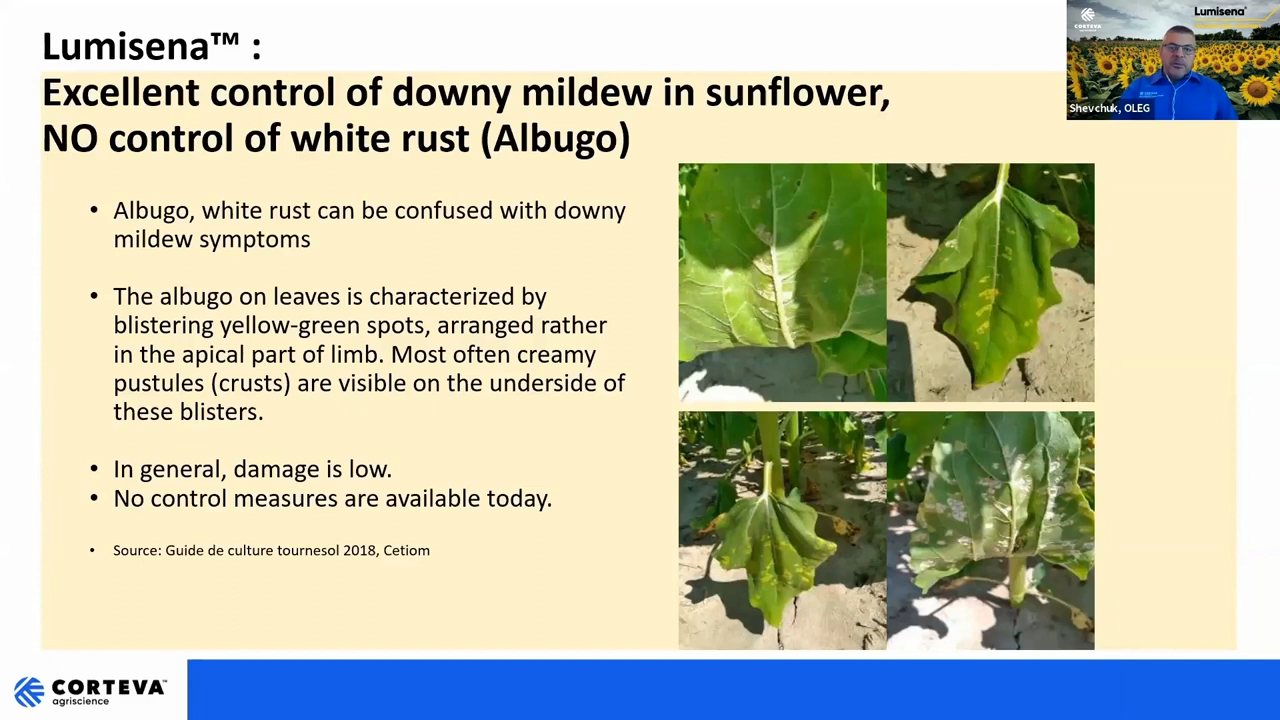 Lumisena™ :
Excellent control of downy mildew in sunflower,
NO control of white rust (Albugo)
• Albugo, white rust can be confused with downy
mildew symptoms
• The albugo on leaves is characterized by
blistering yellow-green spots, arranged rather
in the apical part of limb. Most often creamy
pustules (crusts) are visible on the underside of
these blisters.
• In general, damage is low.
• No control measures are available today.
• Source: Guide de culture tournesol 2018, Cetiom
CORTEVA
Lumisena
Shevchuk, OLEG
CORTEVA™
agriscience